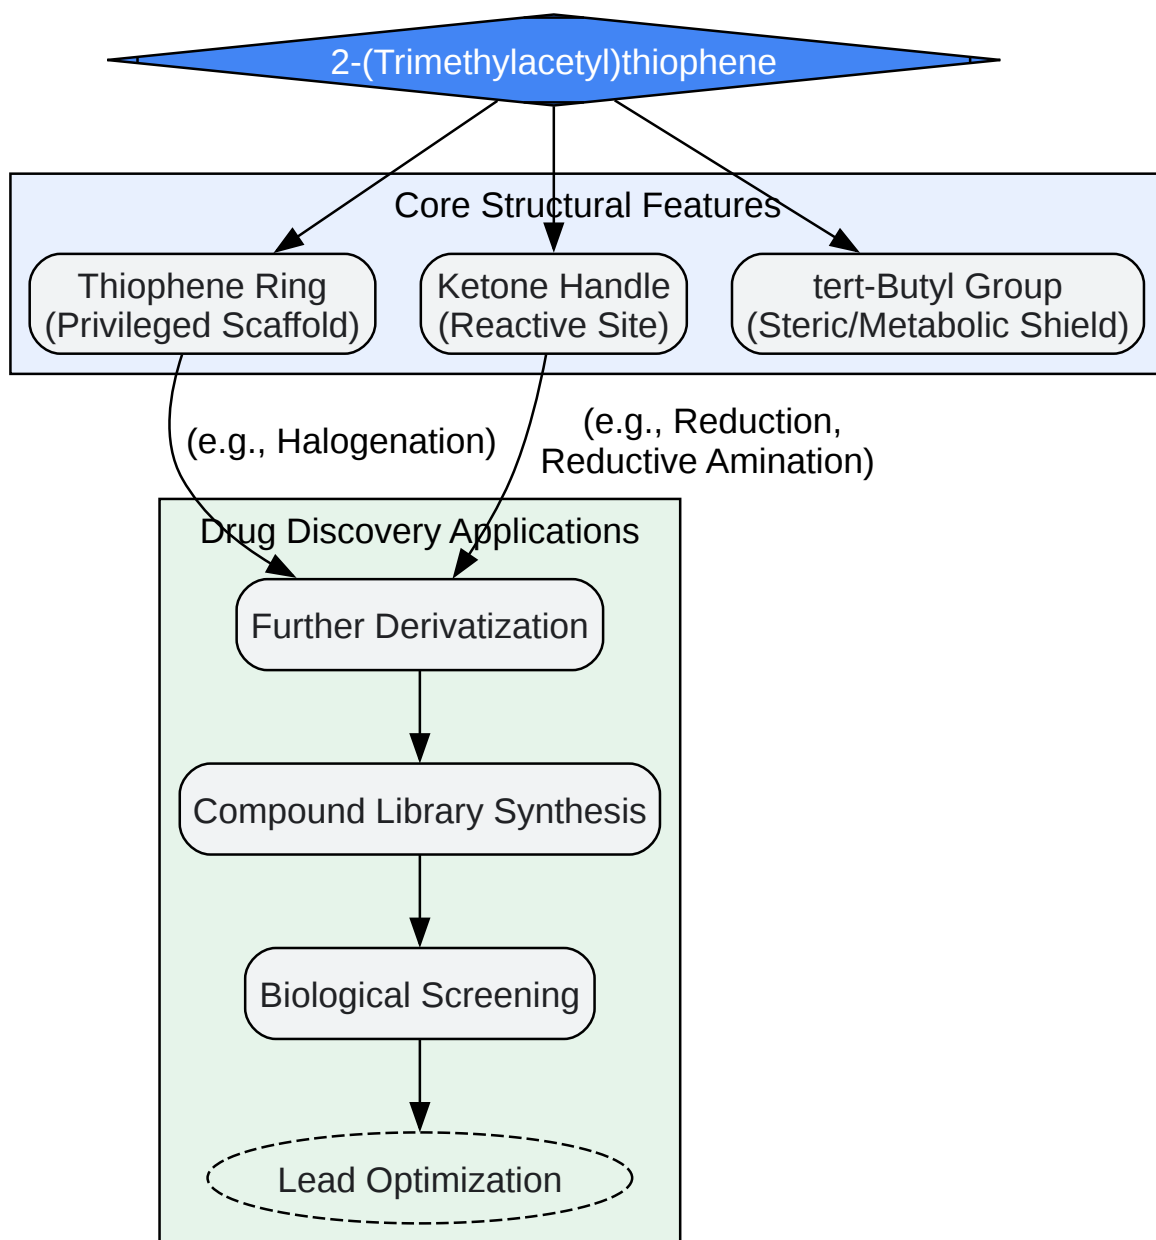 2-(Trimethylacetyl)thiophene
Core Structural Features
Thiophene Ring
(Privileged Scaffold)
Ketone Handle
(Reactive Site)
tert-Butyl Group
(Steric/Metabolic Shield)
(e.g., Halogenation)
(e.g., Reduction,
Reductive Amination)
Drug Discovery Applications
Further Derivatization
Compound Library Synthesis
Biological Screening
Lead Optimization